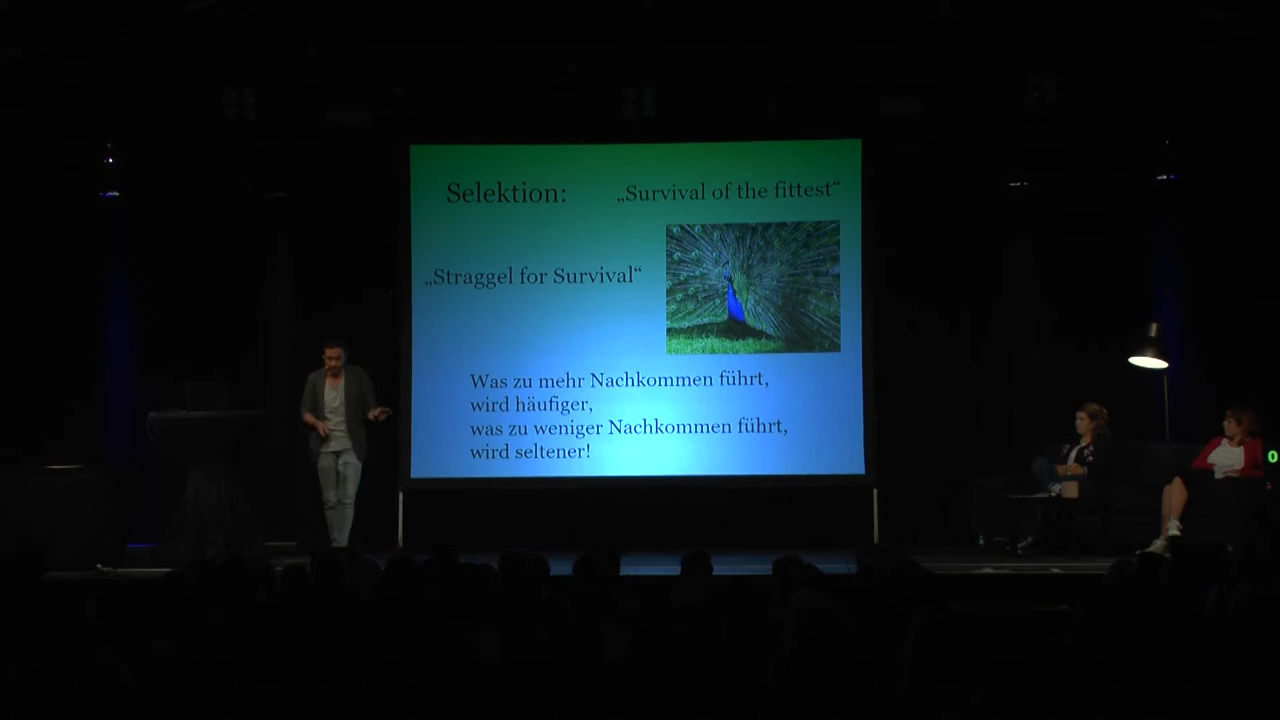 Selektion:
„Survival of the fittest“
„Straggel for Survival“
Was zu mehr Nachkommen führt,
wird häufiger,
was zu weniger Nachkommen führt,
wird seltener!
0